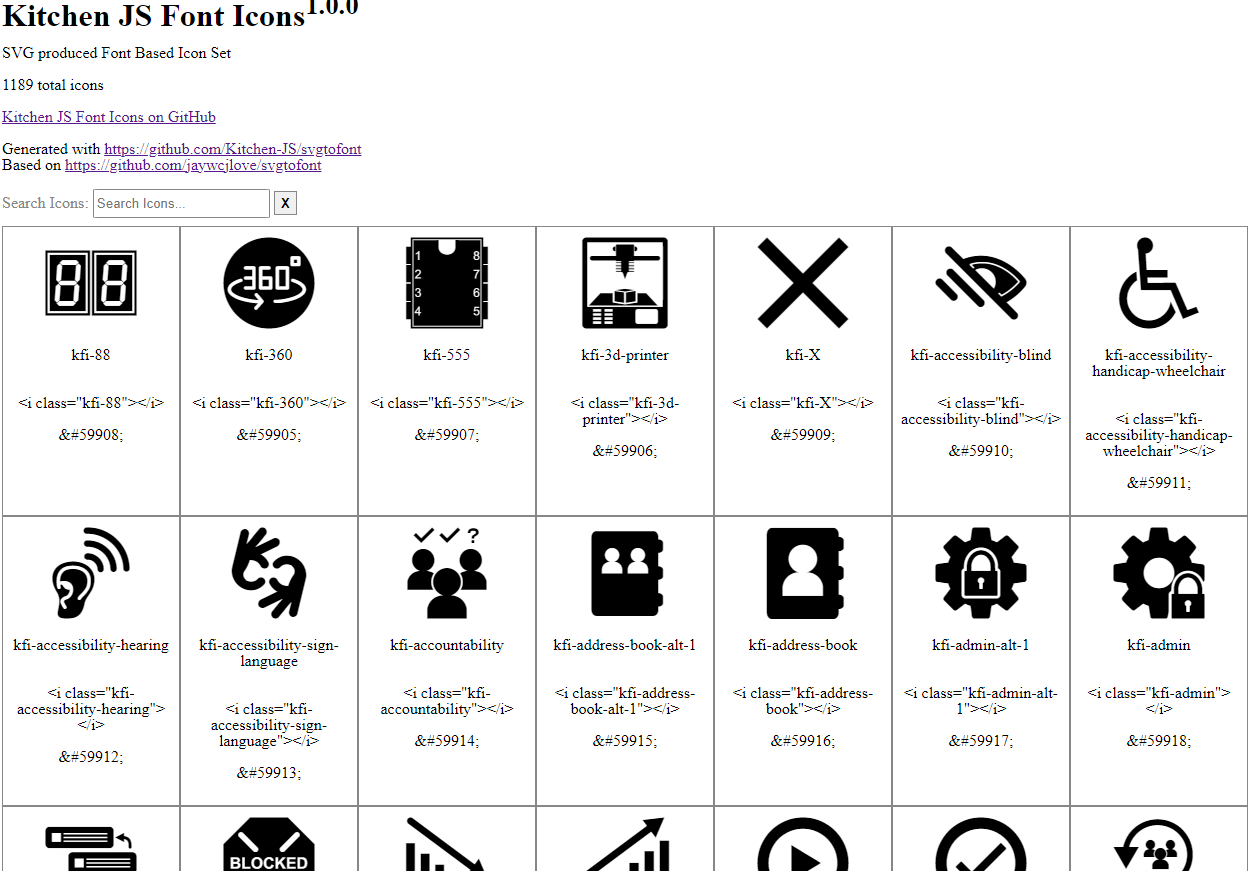 Kitchen JS Font Icons1.0.0
SVG produced Font Based Icon Set
1189 total icons
Kitchen JS Font Icons on GitHub
Generated with https://github.com/Kitchen-JS/svgtofont
Based on https://github.com/jaywcjlove/svgtofont
Search Icons: Search Icons... X
88
kfi-88
<i class="kfi-88"></i>
&#59908;
360°
kfi-360
<i class="kfi-360"></i>
&#59905;
1 8
2 7
3 6
4 5
kfi-555
<i class="kfi-555"></i>
&#59907;
kfi-3d-printer
<i class="kfi-3d-
printer"></i>
&#59906;
kfi-X
<i class="kfi-X"></i>
&#59909;
kfi-accessibility-blind
<i class="kfi-
accessibility-blind"></i>
&#59910;
kfi-accessibility-
handicap-wheelchair
<i class="kfi-
accessibility-handicap-
wheelchair"></i>
&#59911;
kfi-accessibility-hearing
<i class="kfi-
accessibility-hearing">
</i>
&#59912;
kfi-accessibility-sign-
language
<i class="kfi-
accessibility-sign-
language"></i>
&#59913;
?
kfi-accountability
<i class="kfi-
accountability"></i>
&#59914;
kfi-address-book-alt-1
<i class="kfi-address-
book-alt-1"></i>
&#59915;
kfi-address-book
<i class="kfi-address-
book"></i>
&#59916;
kfi-admin-alt-1
<i class="kfi-admin-alt-
1"></i>
&#59917;
kfi-admin
<i class="kfi-admin">
</i>
&#59918;
BLOCKED